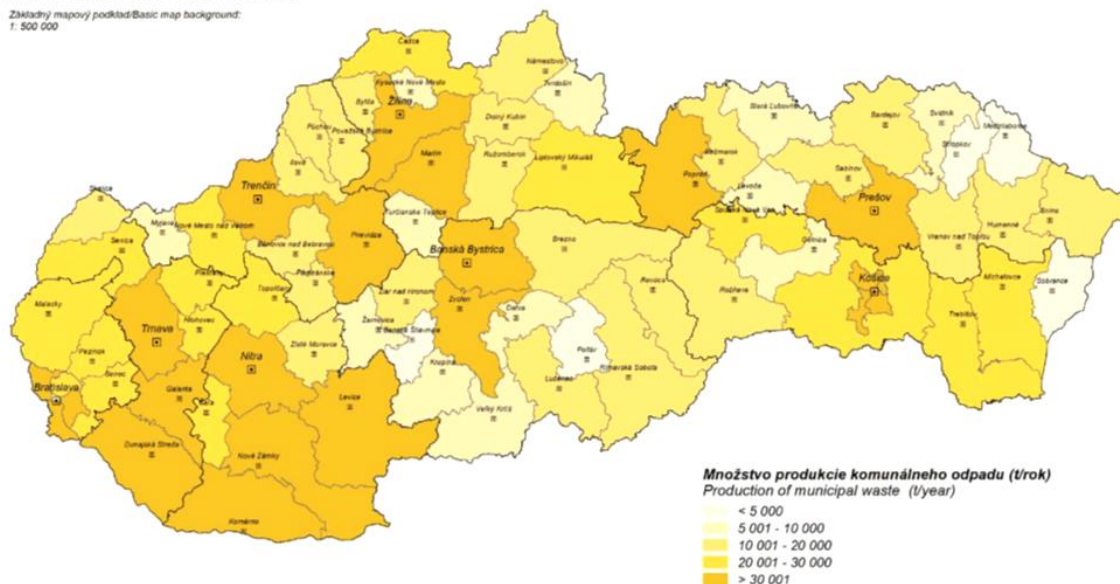 Základný mapový podklad/Basic map background:
1: 500 000
Čadca
Námestovo
Tvrdošín
Kysucké Nové Mesto
Bytča
Žilina
Stará Ľubovňa
Svidník
Bardejov
Medzilaborce
Stropkov
Dolný Kubín
Púchov
Považská Bystrica
Martin
Ružomberok
Liptovský Mikuláš
Kežmarok
Sabinov
Ilava
Poprad
Levoča
Prešov
Trenčín
Skalica
Turčianske Teplice
Spišská Nová Ves
Humenné
Snina
Myjava
Nové Mesto nad Váhom
Prievidza
Banská Bystrica
Brezno
Gelnica
Vranov nad Topľou
Senica
Bánovce nad Bebravou
Piešťany
Partizánske
Topoľčany
Žiar nad Hronom
Revúca
Rožňava
Košice
Michalovce
Sobrance
Malacky
Zvolen
Detva
Hlohovec
Žarnovica
Banská Štiavnica
Trebišov
Trnava
Pezinok
Zlaté Moravce
Nitra
Krupina
Poltár
Rimavská Sobota
Senec
Bratislava
Galanta
Levice
Lučenec
Šaľa
Veľký Krtíš
Dunajská Streda
Nové Zámky
Komárno
Množstvo produkcie komunálneho odpadu (t/rok)
Production of municipal waste (t/year)
< 5 000
5 001 - 10 000
10 001 - 20 000
20 001 - 30 000
> 30 001